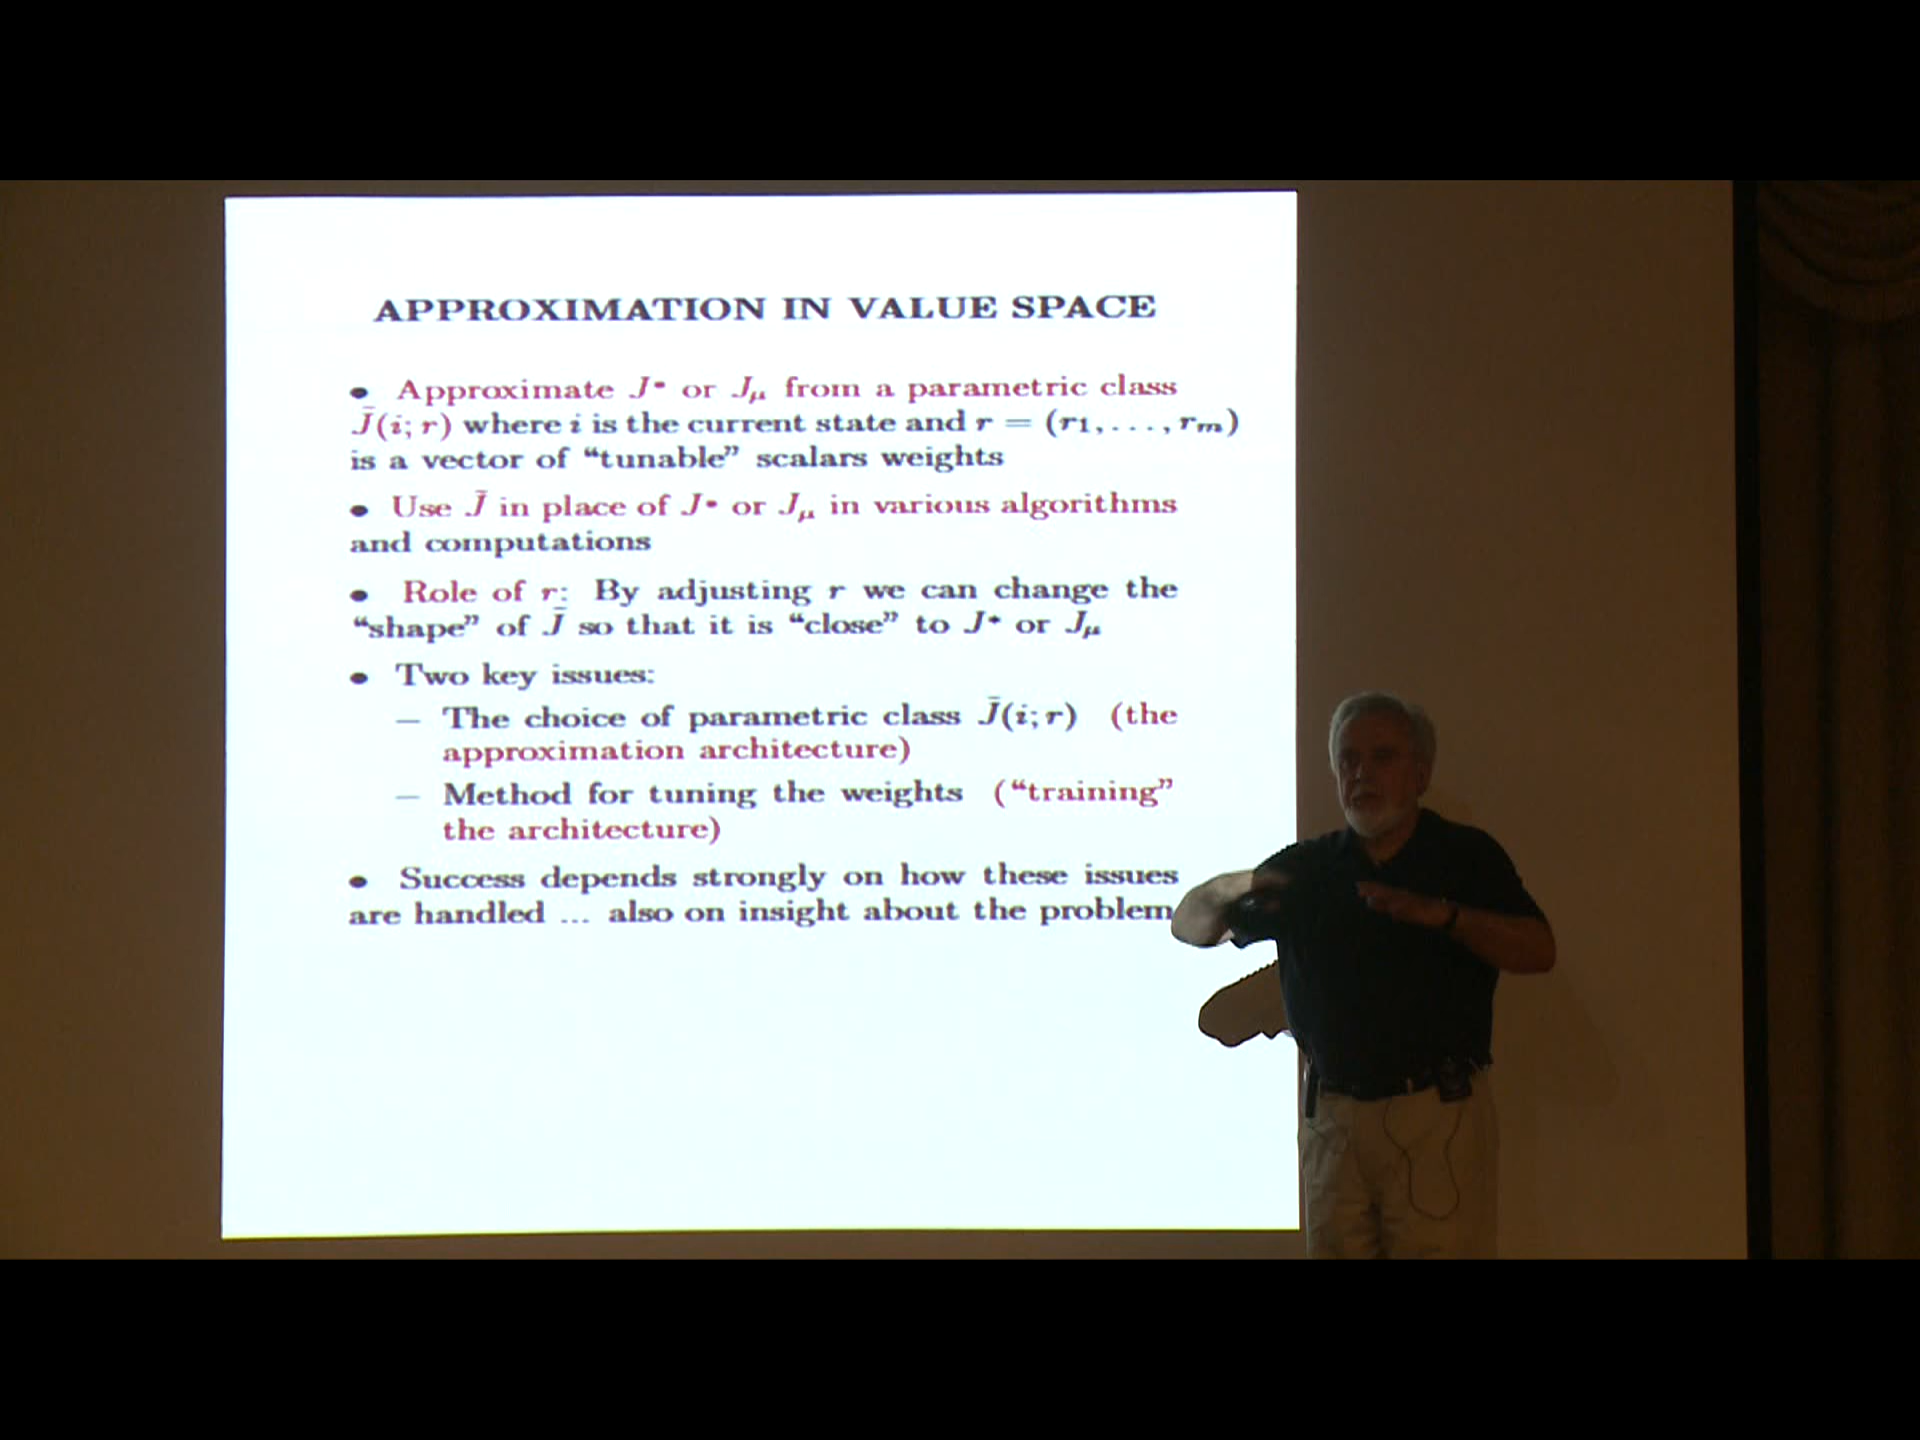 APPROXIMATION IN VALUE SPACE
• Approximate J* or Jμ from a parametric class
J̄(i; r) where i is the current state and r = (r1, . . . , rm)
is a vector of “tunable” scalars weights
• Use J̄ in place of J* or Jμ in various algorithms
and computations
• Role of r: By adjusting r we can change the
“shape” of J̄ so that it is “close” to J* or Jμ
• Two key issues:
– The choice of parametric class J̄(i; r) (the
approximation architecture)
– Method for tuning the weights (“training”
the architecture)
• Success depends strongly on how these issues
are handled ... also on insight about the problem